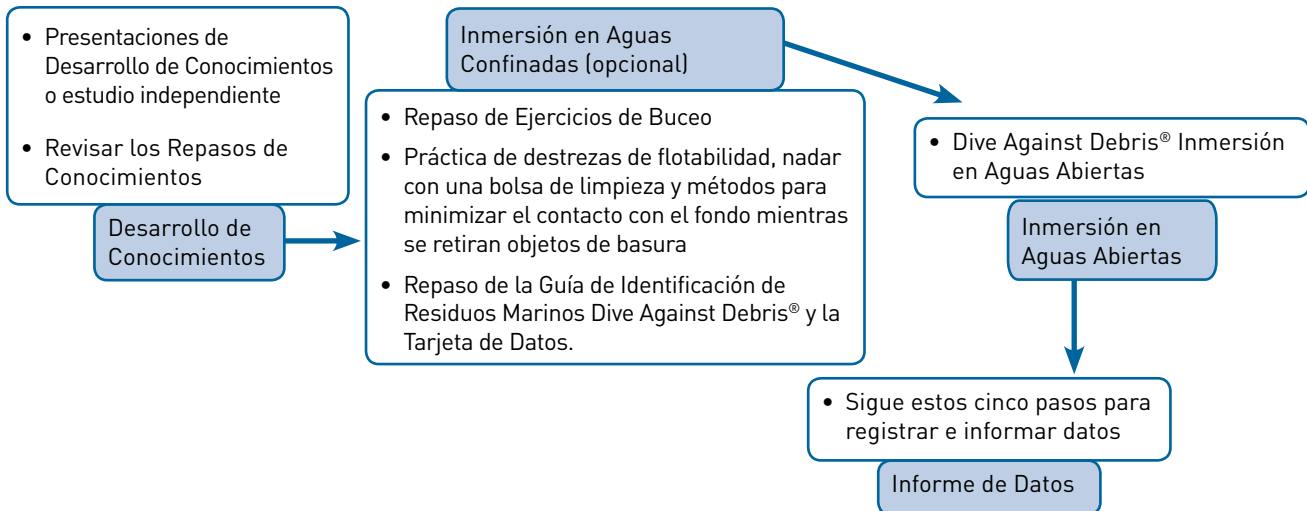 • Presentaciones de
Desarrollo de Conocimientos
o estudio independiente
• Revisar los Repasos de
Conocimientos
Desarrollo de
Conocimientos
Inmersión en Aguas
Confinadas (opcional)
• Repaso de Ejercicios de Buceo
• Práctica de destrezas de flotabilidad, nadar
con una bolsa de limpieza y métodos para
minimizar el contacto con el fondo mientras
se retiran objetos de basura
• Repaso de la Guía de Identificación de
Residuos Marinos Dive Against Debris® y la
Tarjeta de Datos.
• Dive Against Debris® Inmersión
en Aguas Abiertas
Inmersión en
Aguas Abiertas
• Sigue estos cinco pasos para
registrar e informar datos
Informe de Datos